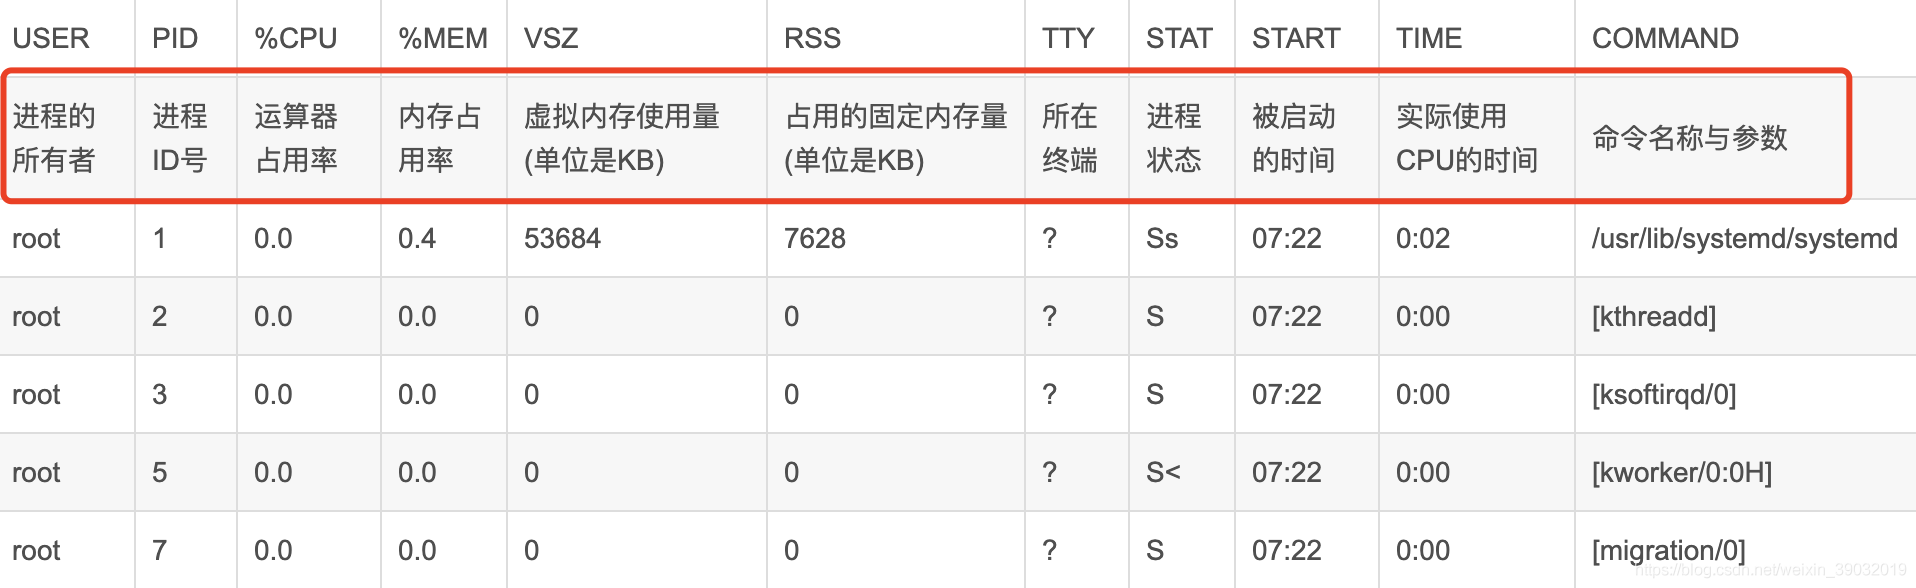 USER PID %CPU %MEM VSZ RSS TTY STAT START TIME COMMAND
进程的 进程 运算器 内存占 虚拟内存使用量 占用的固定内存量 所在 进程 被启动 实际使用 命令名称与参数
所有者 ID号 占用率 用率 (单位是KB) (单位是KB) 终端 状态 的时间 CPU的时间
root 1 0.0 0.4 53684 7628 ? Ss 07:22 0:02 /usr/lib/systemd/systemd
root 2 0.0 0.0 0 0 ? S 07:22 0:00 [kthreadd]
root 3 0.0 0.0 0 0 ? S 07:22 0:00 [ksoftirqd/0]
root 5 0.0 0.0 0 0 ? S< 07:22 0:00 [kworker/0:0H]
root 7 0.0 0.0 0 0 ? S 07:22 0:00 [migration/0]
https://blog.csdn.net/weixin_39032019